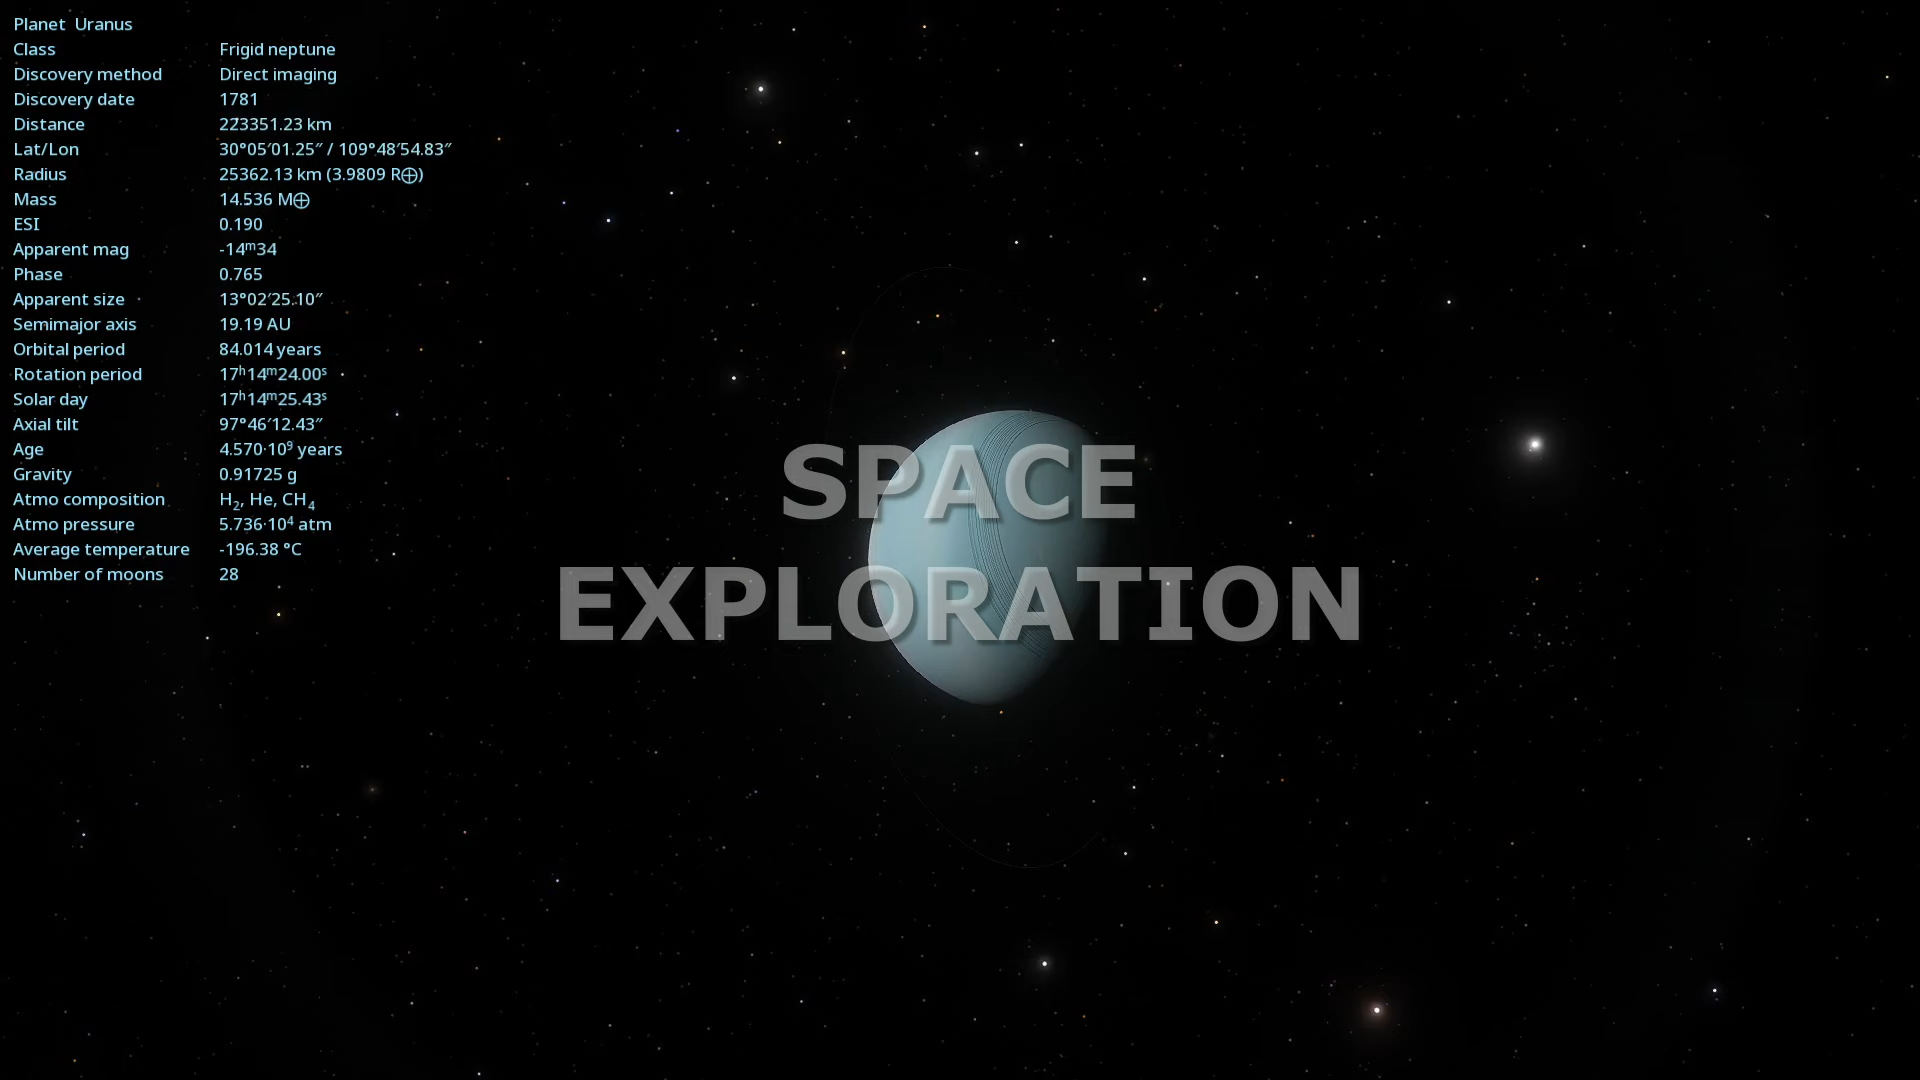 Planet Uranus
Class Frigid neptune
Discovery method Direct imaging
Discovery date 1781
Distance 223351.23 km
Lat/Lon 30°05′01.25″ / 109°48′54.83″
Radius 25362.13 km (3.9809 R⊕)
Mass 14.536 M⊕
ESI 0.190
Apparent mag -14ᵐ34
Phase 0.765
Apparent size 13°02′25.10″
Semimajor axis 19.19 AU
Orbital period 84.014 years
Rotation period 17ʰ14ᵐ24.00ˢ
Solar day 17ʰ14ᵐ25.43ˢ
Axial tilt 97°46′12.43″
Age 4.570·10⁹ years
Gravity 0.91725 g
Atmo composition H₂, He, CH₄
Atmo pressure 5.736·10⁴ atm
Average temperature -196.38 °C
Number of moons 28
SPACE
EXPLORATION